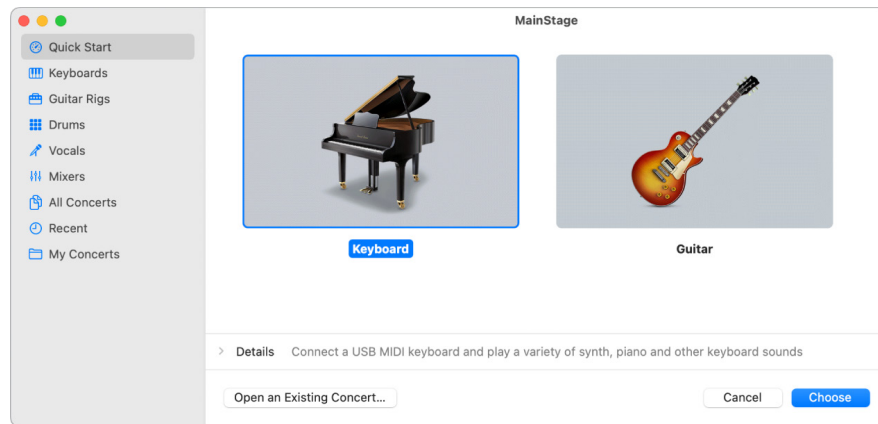 MainStage
Quick Start
Keyboards
Guitar Rigs
Drums
Vocals
Mixers
All Concerts
Recent
My Concerts
Keyboard
Guitar
Details Connect a USB MIDI keyboard and play a variety of synth, piano and other keyboard sounds
Open an Existing Concert...
Cancel
Choose